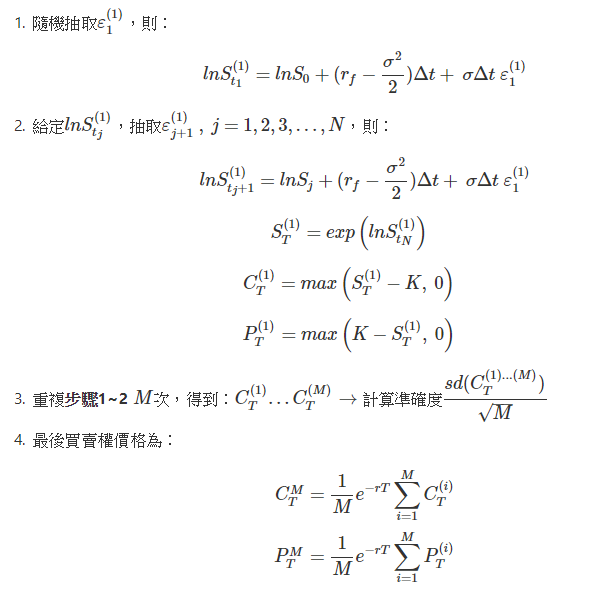 1. 隨機抽取$\varepsilon_1^{(1)}$，則：
$lnS_{t_1}^{(1)} = lnS_0 + (r_f - \frac{\sigma^2}{2})\Delta t + \sigma\Delta t\, \varepsilon_1^{(1)}$
2. 給定$lnS_{t_j}^{(1)}$，抽取$\varepsilon_{j+1}^{(1)}$ , $j = 1, 2, 3, \ldots, N$，則：
$lnS_{t_{j+1}}^{(1)} = lnS_j + (r_f - \frac{\sigma^2}{2})\Delta t + \sigma\Delta t\, \varepsilon_1^{(1)}$
$S_T^{(1)} = exp\left(lnS_{t_N}^{(1)}\right)$
$C_T^{(1)} = max\left(S_T^{(1)} - K, 0\right)$
$P_T^{(1)} = max\left(K - S_T^{(1)}, 0\right)$
3. 重複步驟1~2 $M$次，得到：$C_T^{(1)} \ldots C_T^{(M)}$ → 計算準確度$\frac{sd(C_T^{(1)\ldots(M)})}{\sqrt{M}}$
4. 最後買賣權價格為：
$C_T^M = \frac{1}{M} e^{-rT} \sum_{i=1}^{M} C_T^{(i)}$
$P_T^M = \frac{1}{M} e^{-rT} \sum_{i=1}^{M} P_T^{(i)}$